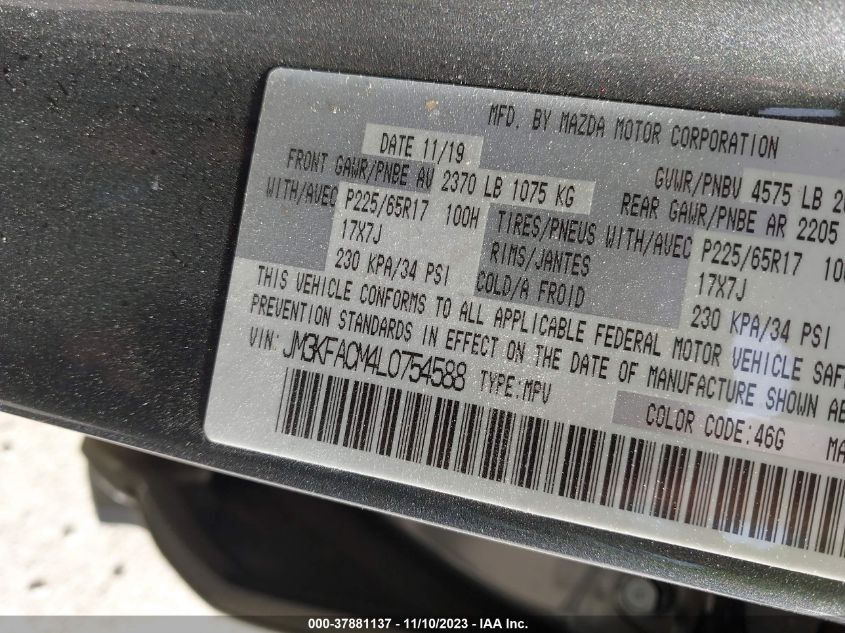 MFD. BY MAZDA MOTOR CORPORATION
DATE 11/19
GVWR/PNBV 4575 LB
FRONT GAWR/PNBE AV 2370 LB 1075 KG
REAR GAWR/PNBE AR 2205
WITH/AVEC P225/65R17 100H TIRES/PNEUS WITH/AVEC P225/65R17
17X7J RIMS/JANTES 17X7J
230 KPA/34 PSI COLD/A FROID 230 KPA/34 PSI
THIS VEHICLE CONFORMS TO ALL APPLICABLE FEDERAL MOTOR VEHICLE
PREVENTION STANDARDS IN EFFECT ON THE DATE OF MANUFACTURE SHOWN
VIN: JM3KFACM4L0754588 TYPE:MPV
COLOR CODE:46G
000-37881137 - 11/10/2023 - IAA Inc.